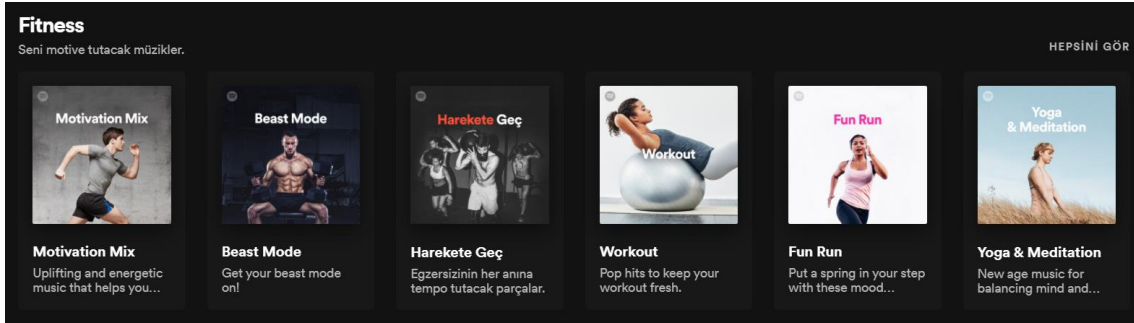 Fitness
Seni motive tutacak müzikler.
HEPSİNİ GÖR
Motivation Mix
Beast Mode
Harekete Geç
Workout
Fun Run
Yoga
& Meditation
Motivation Mix
Uplifting and energetic
music that helps you...
Beast Mode
Get your beast mode
on!
Harekete Geç
Egzersizinin her anına
tempo tutacak parçalar.
Workout
Pop hits to keep your
workout fresh.
Fun Run
Put a spring in your step
with these mood...
Yoga & Meditation
New age music for
balancing mind and...